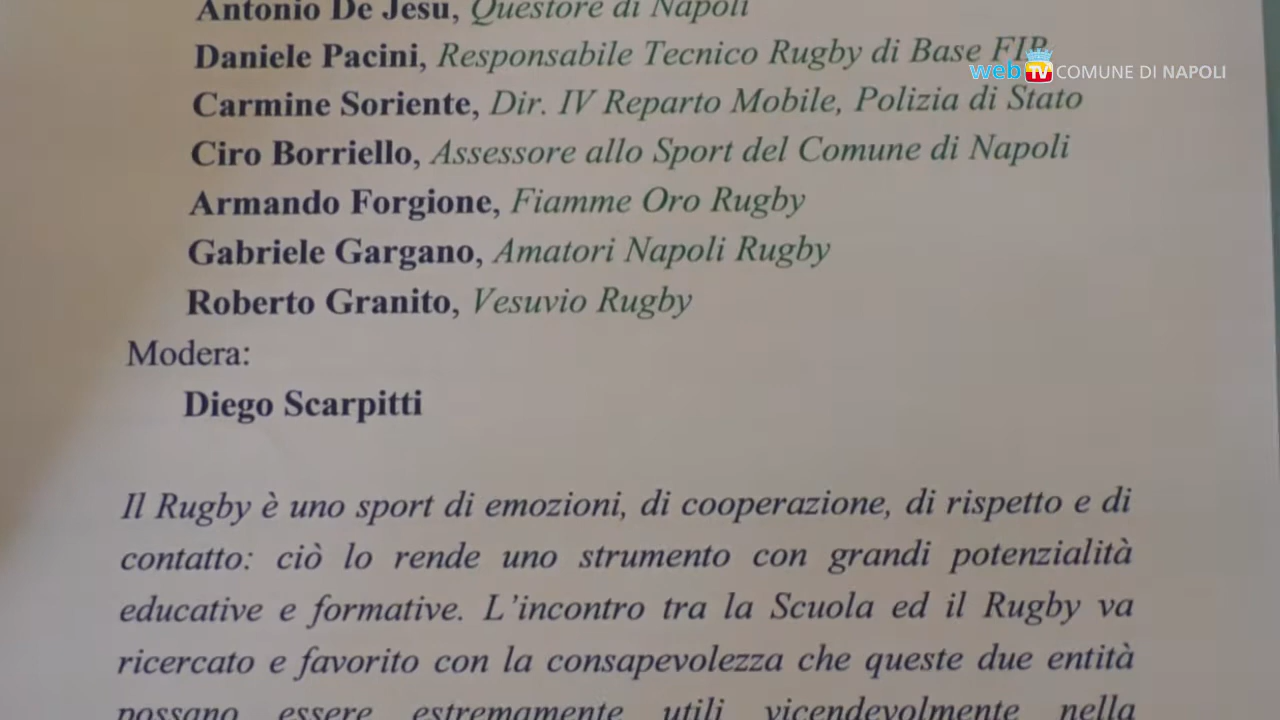 Antonio De Jesu, Questore di Napoli
Daniele Pacini, Responsabile Tecnico Rugby di Base FIR
web TV COMUNE DI NAPOLI
Carmine Soriente, Dir. IV Reparto Mobile, Polizia di Stato
Ciro Borriello, Assessore allo Sport del Comune di Napoli
Armando Forgione, Fiamme Oro Rugby
Gabriele Gargano, Amatori Napoli Rugby
Roberto Granito, Vesuvio Rugby
Modera:
Diego Scarpitti
Il Rugby è uno sport di emozioni, di cooperazione, di rispetto e di
contatto: ciò lo rende uno strumento con grandi potenzialità
educative e formative. L'incontro tra la Scuola ed il Rugby va
ricercato e favorito con la consapevolezza che queste due entità
possano essere estremamente utili vicendevolmente nella